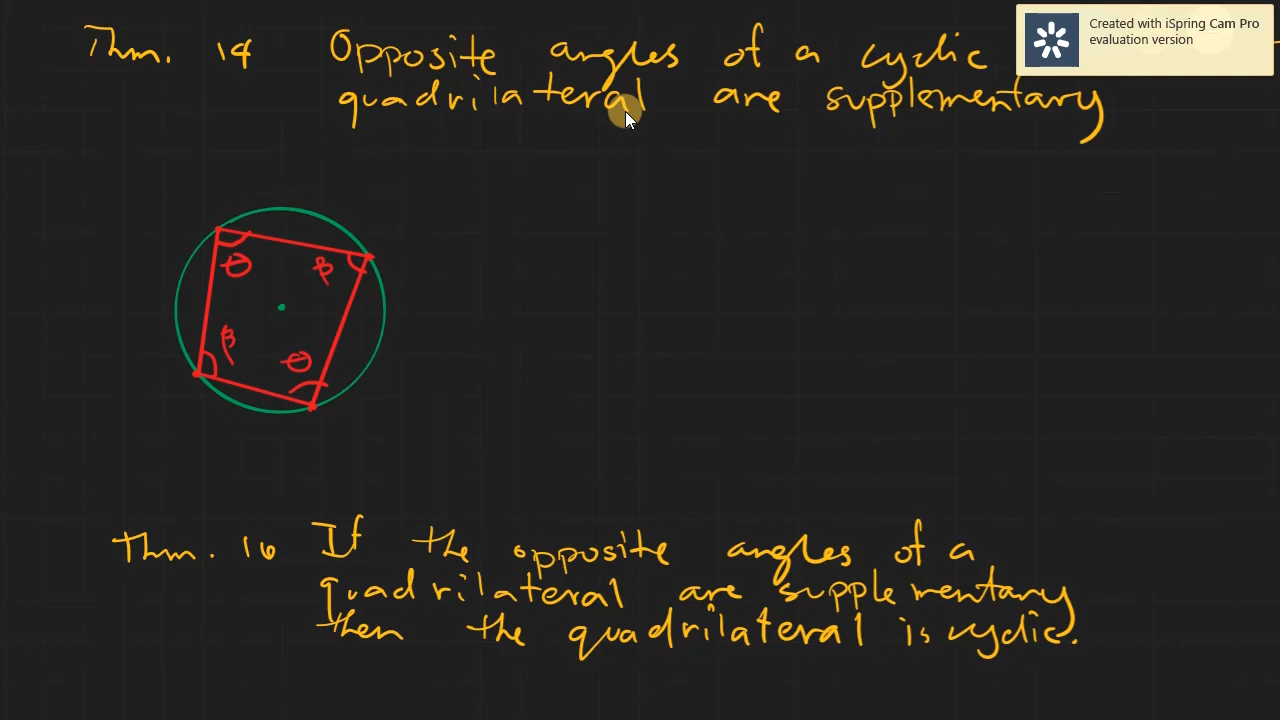 Thm. 14 Opposite angles of a cyclic
quadrilateral are supplementary
Created with iSpring Cam Pro
evaluation version
θ β
β θ
Thm. 16 If the opposite angles of a
quadrilateral are supplementary
then the quadrilateral is cyclic.